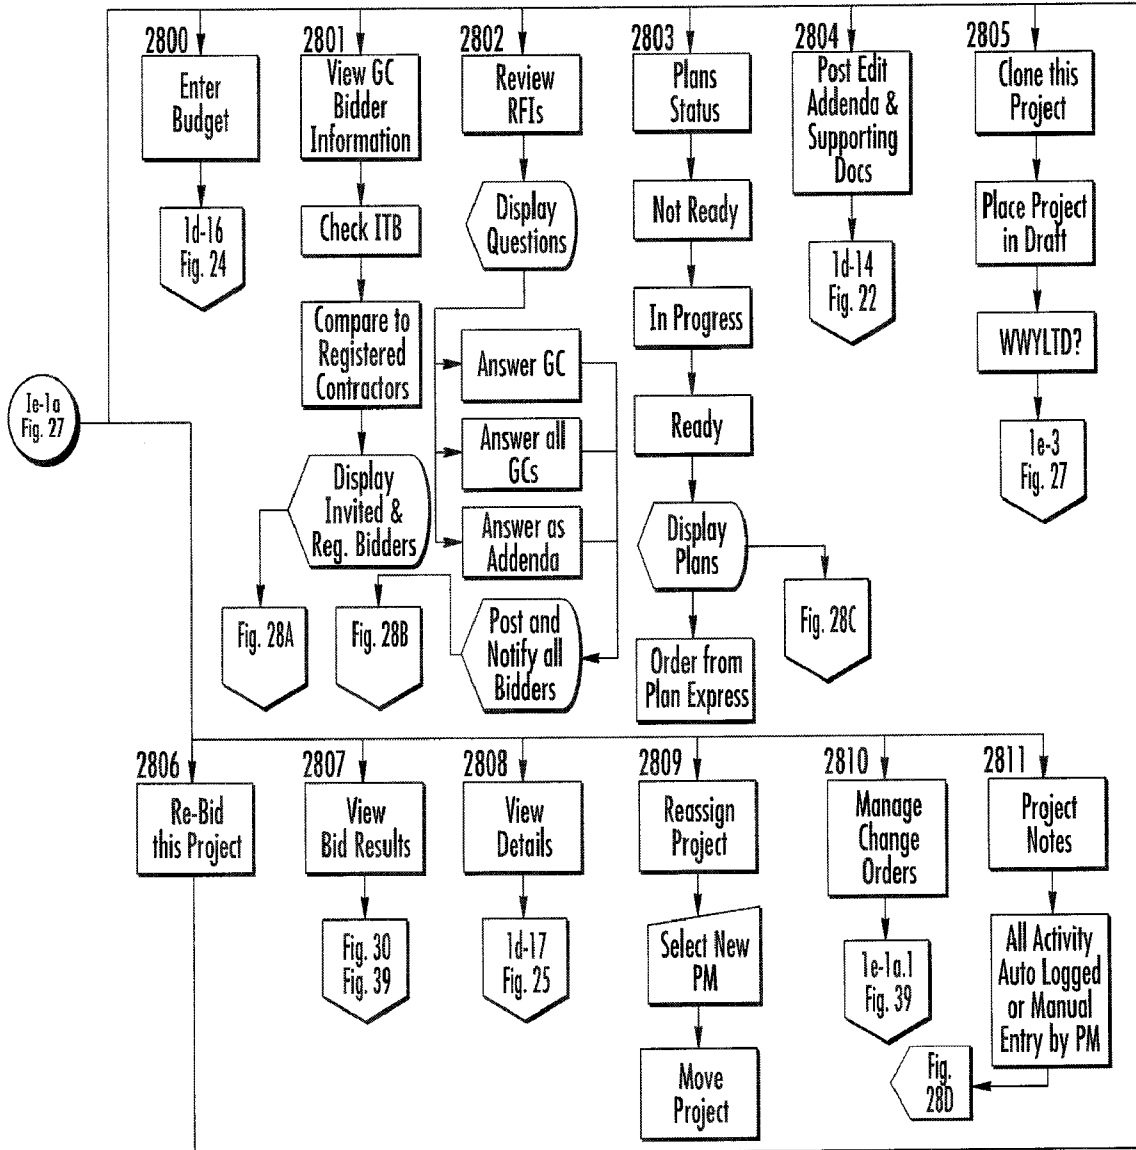 2800
Enter
Budget
1d-16
Fig. 24
2801
View GC
Bidder
Information
Check ITB
Compare to
Registered
Contractors
Display
Invited &
Reg. Bidders
Fig. 28A
2802
Review
RFIs
Display
Questions
Answer GC
Answer all
GCs
Answer as
Addenda
Post and
Notify all
Bidders
Fig. 28B
2803
Plans
Status
Not Ready
In Progress
Ready
Display
Plans
Order from
Plan Express
Fig. 28C
2804
Post Edit
Addenda &
Supporting
Docs
1d-14
Fig. 22
2805
Clone this
Project
Place Project
in Draft
WWYLTD?
1e-3
Fig. 27
Ie-1a
Fig. 27
2806
Re-Bid
this Project
2807
View
Bid Results
Fig. 30
Fig. 39
2808
View
Details
1d-17
Fig. 25
2809
Reassign
Project
Select New
PM
Move
Project
2810
Manage
Change
Orders
1e-1a.1
Fig. 39
2811
Project
Notes
All Activity
Auto Logged
or Manual
Entry by PM
Fig.
28D